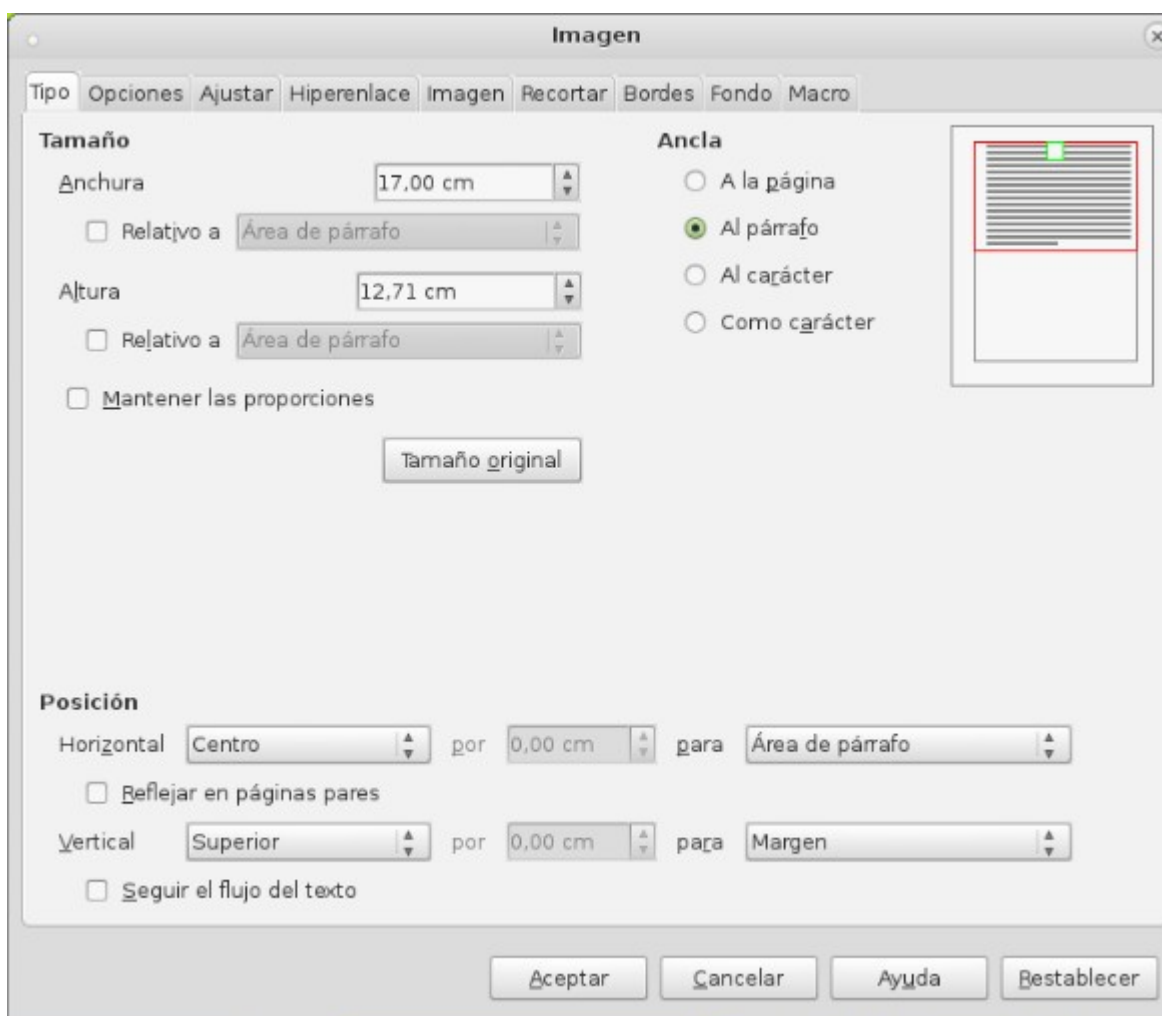 Imagen
Tipo Opciones Ajustar Hiperenlace Imagen Recortar Bordes Fondo Macro
Tamaño
Anchura 17,00 cm
Relativo a Área de párrafo
Altura 12,71 cm
Relativo a Área de párrafo
Mantener las proporciones
Tamaño original
Ancla
A la página
Al párrafo
Al carácter
Como carácter
Posición
Horizontal Centro por 0,00 cm para Área de párrafo
Reflejar en páginas pares
Vertical Superior por 0,00 cm para Margen
Seguir el flujo del texto
Aceptar Cancelar Ayuda Restablecer